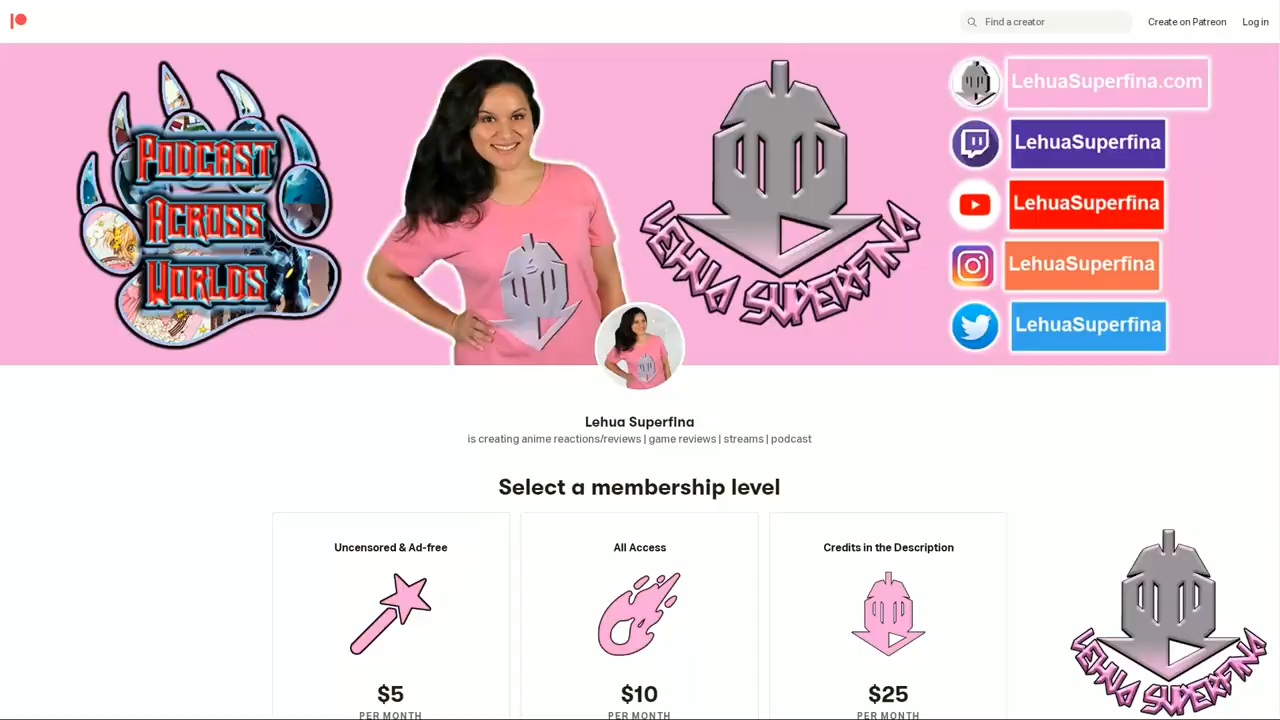 Find a creator
Create on Patreon
Log in
PODCAST
ACROSS
WORLDS
LEHUA SUPERFINA
LehuaSuperfina.com
LehuaSuperfina
LehuaSuperfina
LehuaSuperfina
LehuaSuperfina
Lehua Superfina
is creating anime reactions/reviews | game reviews | streams | podcast
Select a membership level
Uncensored & Ad-free
All Access
Credits in the Description
$5
$10
$25
PER MONTH
PER MONTH
PER MONTH
LEHUA SUPERFINA